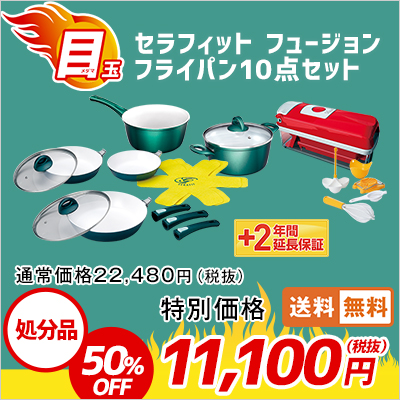 目玉
メダマ
セラフィット フュージョン
フライパン10点セット
+2年間
延長保証
通常価格22,480円(税抜)
処分品
特別価格
送料 無料
50%
OFF
11,100円
(税抜)